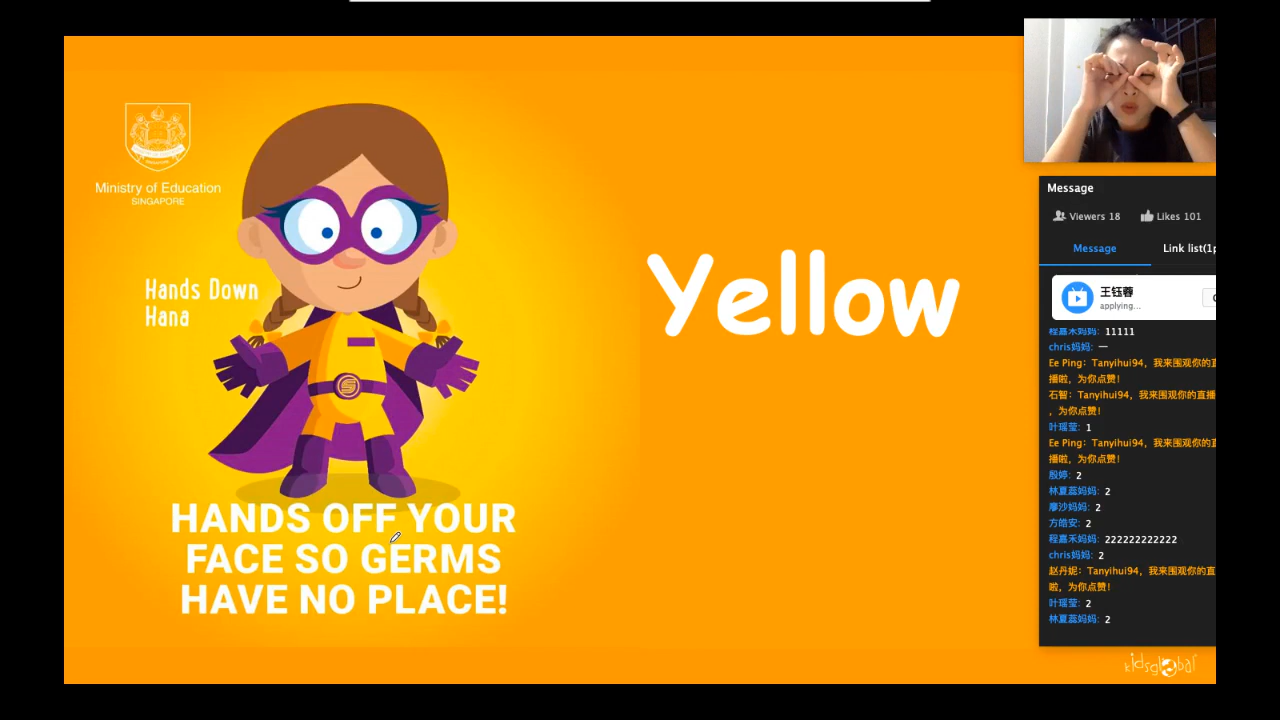 Ministry of Education
SINGAPORE
Hands Down
Hana
HANDS OFF YOUR
FACE SO GERMS
HAVE NO PLACE!
Yellow
Message
Viewers 18
Likes 101
Message
Link list(1
王钰蓉
applying...
程嘉禾妈妈: 11111
chris妈妈: 一
Ee Ping: Tanyihui94，我来围观你的直
播啦，为你点赞！
石智: Tanyihui94，我来围观你的直播
，为你点赞！
叶瑶莹: 1
Ee Ping: Tanyihui94，我来围观你的直
播啦，为你点赞！
殷婷: 2
林夏蕊妈妈: 2
廖沙妈妈: 2
方皓安: 2
程嘉禾妈妈: 222222222222
chris妈妈: 2
赵丹妮: Tanyihui94，我来围观你的直
啦，为你点赞！
叶瑶莹: 2
林夏蕊妈妈: 2
kidsglobal